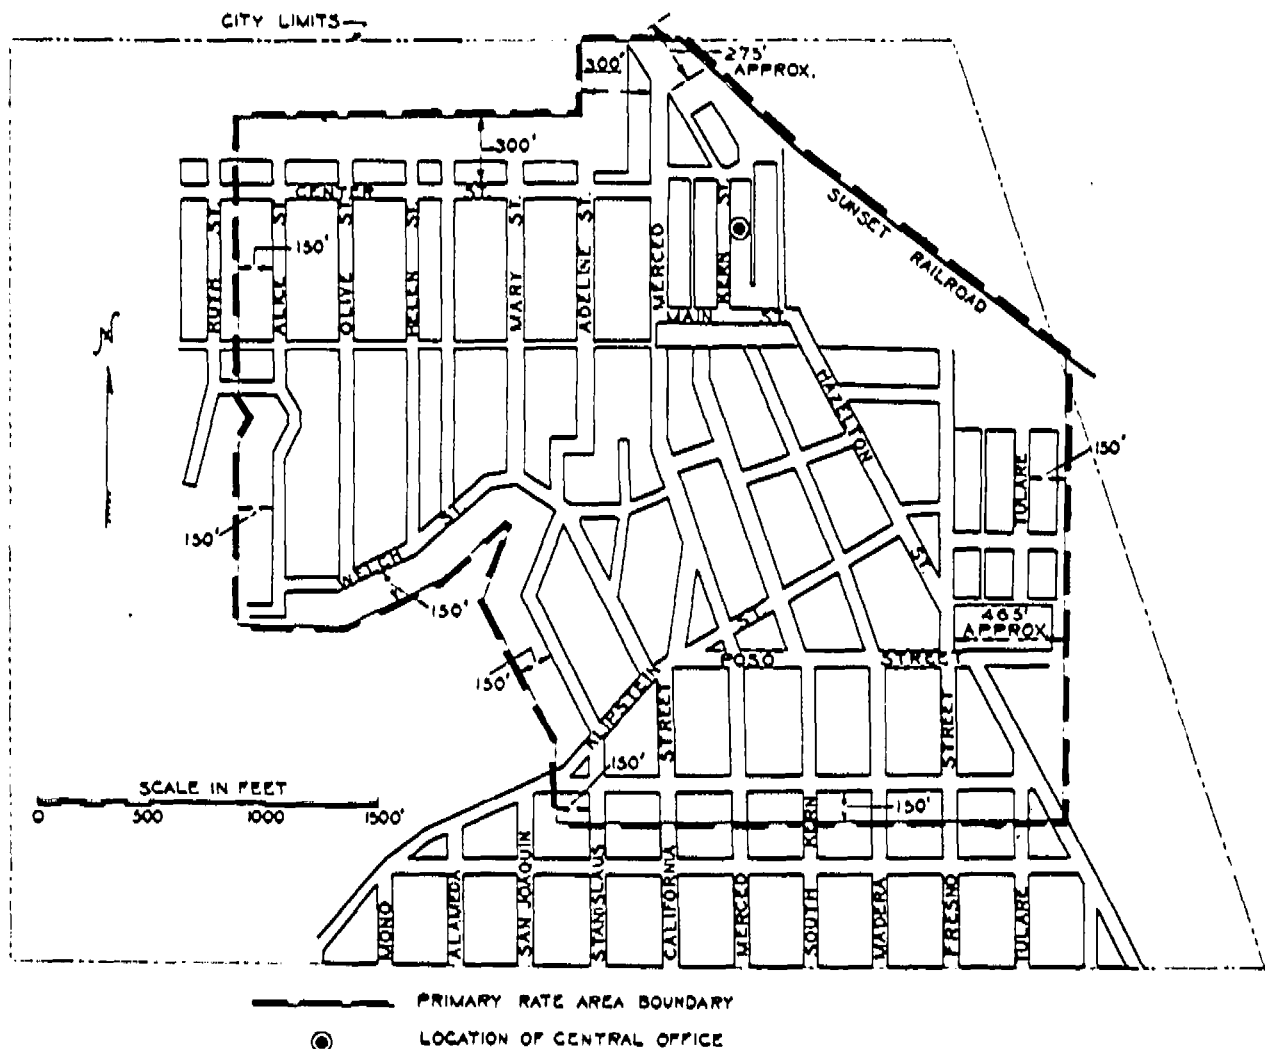 CITY LIMITS
275'
APPROX.
300'
300'
CENTER ST.
RUTH ST.
ALICE ST.
OLIVE ST.
HELEN ST.
MARY ST.
ADELINE ST.
MERCED
KERN ST.
SUNSET RAILROAD
150'
MAIN ST.
N
HAZELTON ST.
TULARE
150'
150'
WELCH ST.
150'
465'
APPROX.
150'
KLIPSTEIN ST.
POSO STREET
STREET
STREET
150'
SCALE IN FEET
0 500 1000 1500'
150'
KERN
MONO
ALAMEDA
SAN JOAQUIN
STANISLAUS
CALIFORNIA
MERCED
SOUTH
MADERA
FRESNO
TULARE
PRIMARY RATE AREA BOUNDARY
LOCATION OF CENTRAL OFFICE